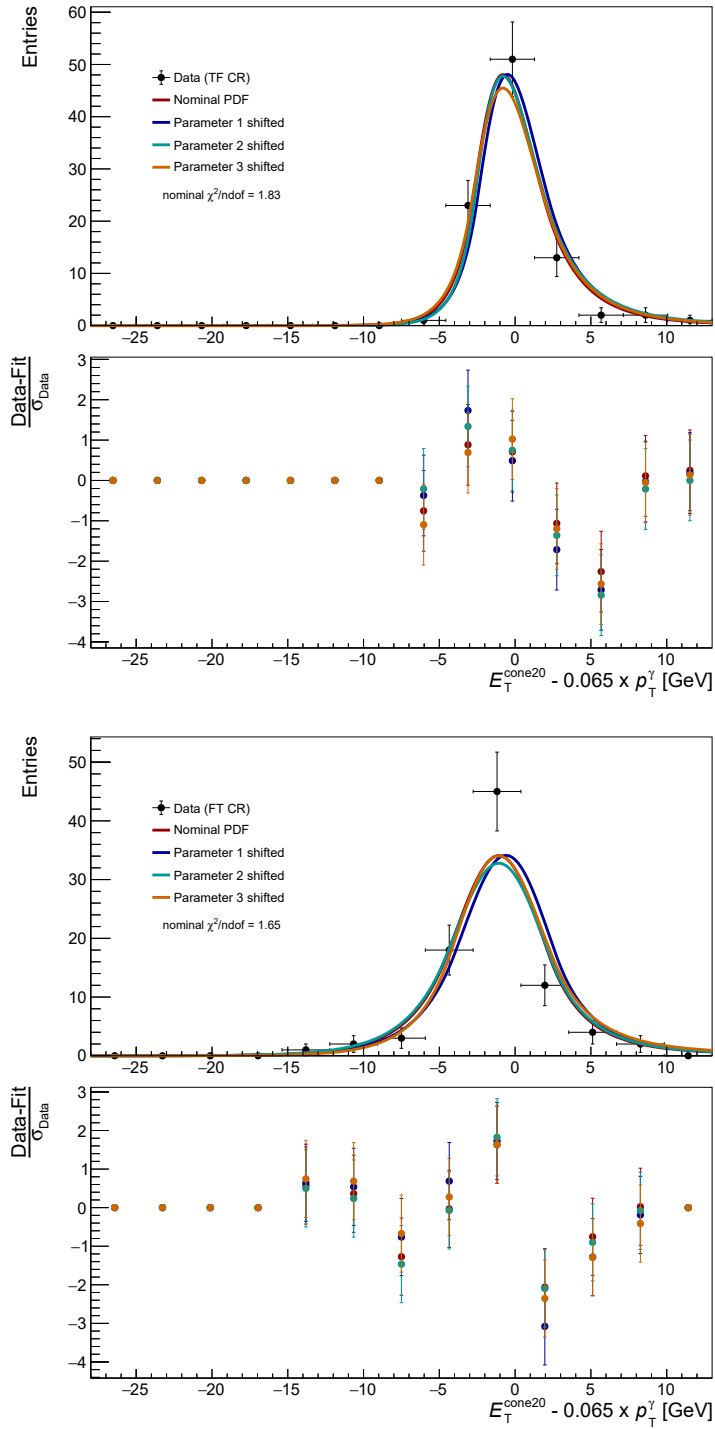 Entries
60
50
40
30
20
10
0
Data (TF CR)
Nominal PDF
Parameter 1 shifted
Parameter 2 shifted
Parameter 3 shifted
nominal χ²/ndof = 1.83
−25 −20 −15 −10 −5 0 5 10
Data-Fit
σ_Data
3
2
1
0
−1
−2
−3
−4
−25 −20 −15 −10 −5 0 5 10
E_T^cone20 - 0.065 x p_T^γ [GeV]
Entries
50
40
30
20
10
0
Data (FT CR)
Nominal PDF
Parameter 1 shifted
Parameter 2 shifted
Parameter 3 shifted
nominal χ²/ndof = 1.65
−25 −20 −15 −10 −5 0 5 10
Data-Fit
σ_Data
3
2
1
0
−1
−2
−3
−4
−25 −20 −15 −10 −5 0 5 10
E_T^cone20 - 0.065 x p_T^γ [GeV]